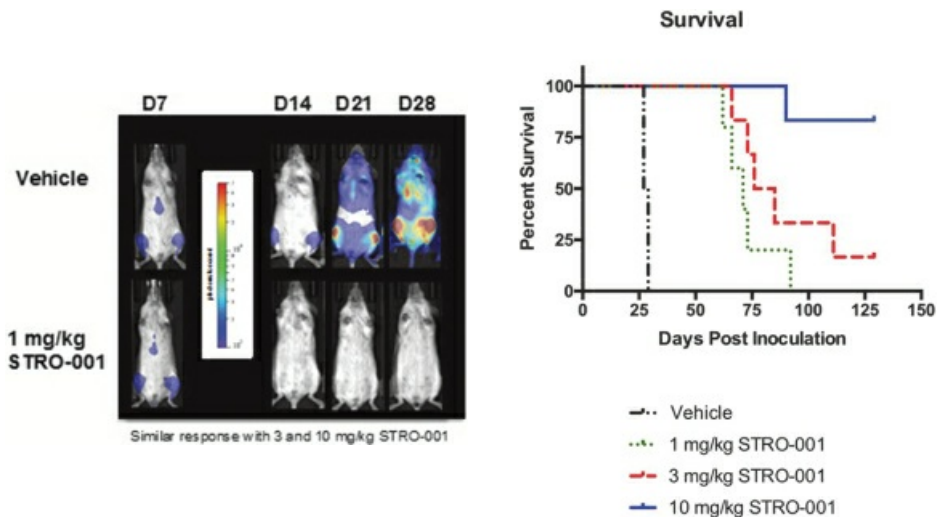 Survival
D7 D14 D21 D28
Vehicle
1 mg/kg
STRO-001
Similar response with 3 and 10 mg/kg STRO-001
Percent Survival
100
75
50
25
0
0 25 50 75 100 125 150
Days Post Inoculation
Vehicle
1 mg/kg STRO-001
3 mg/kg STRO-001
10 mg/kg STRO-001